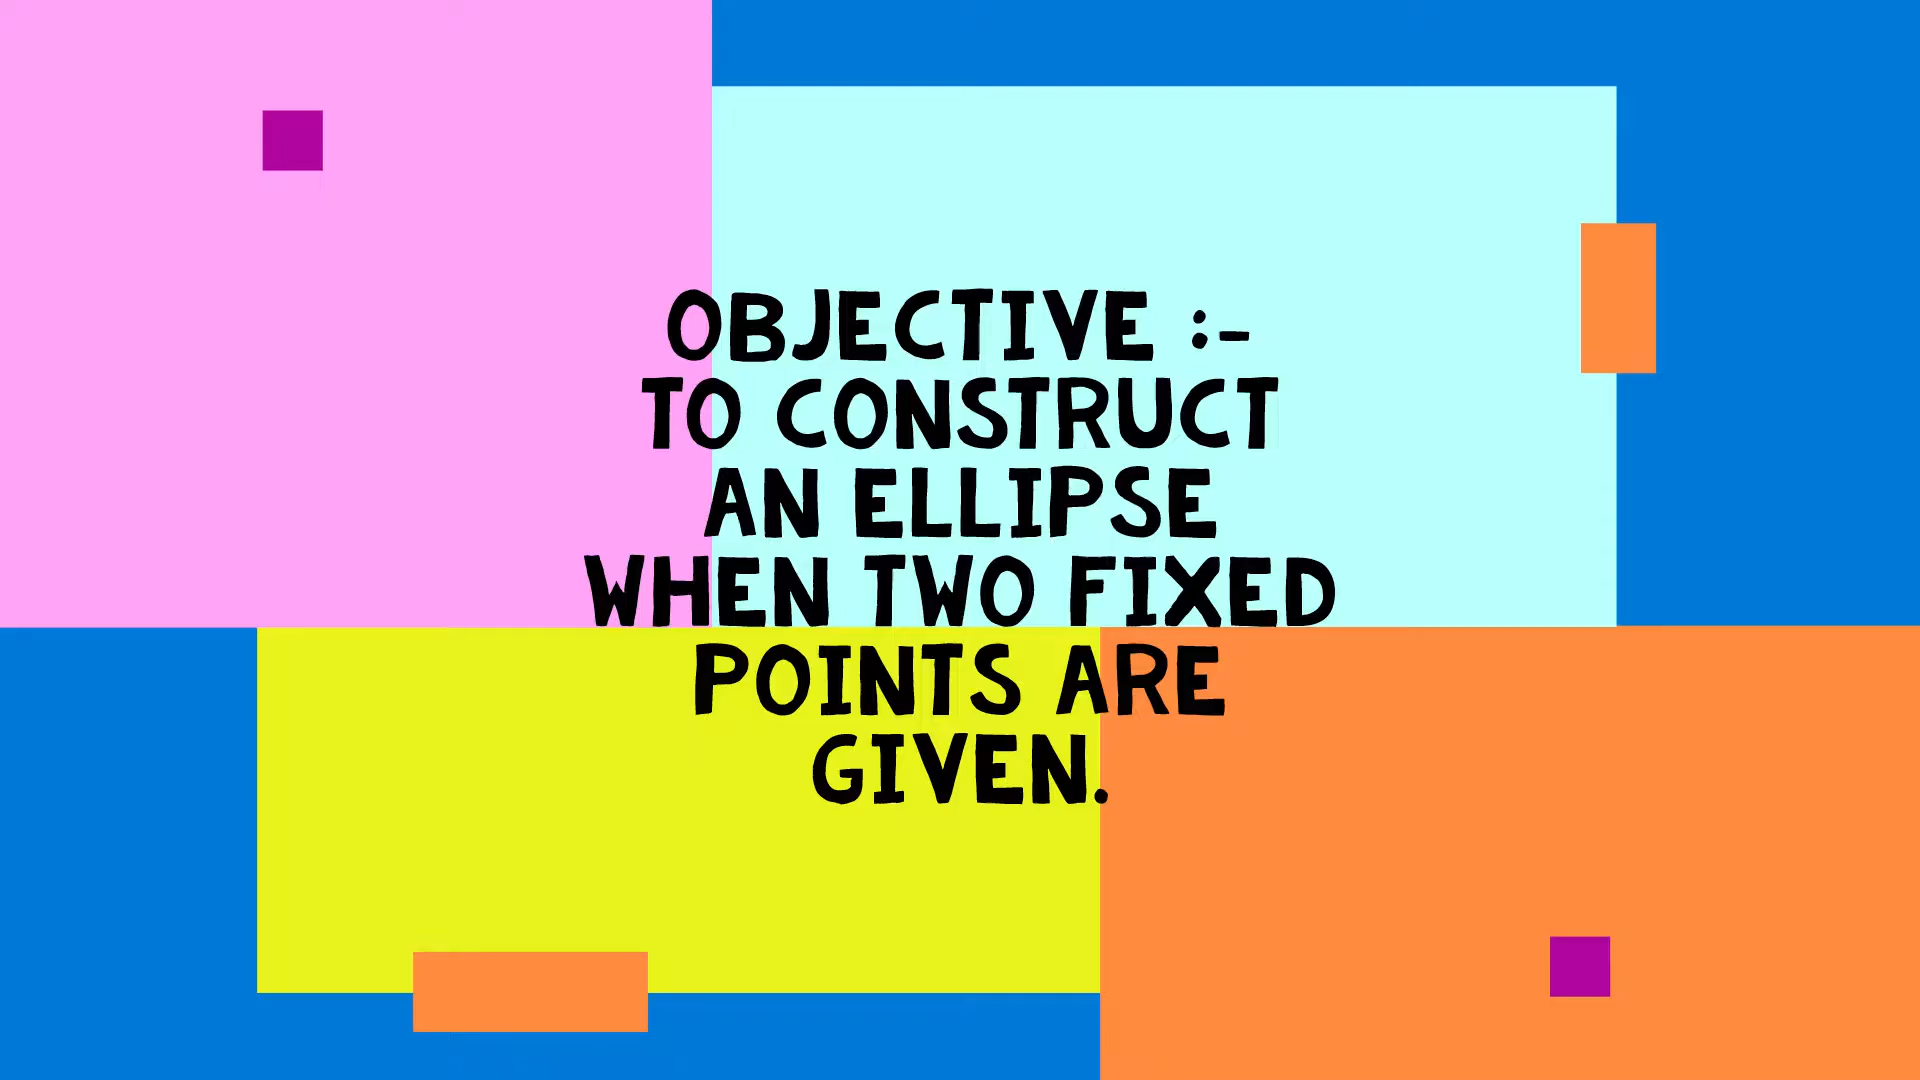 OBJECTIVE :-
TO CONSTRUCT
AN ELLIPSE
WHEN TWO FIXED
POINTS ARE
GIVEN.